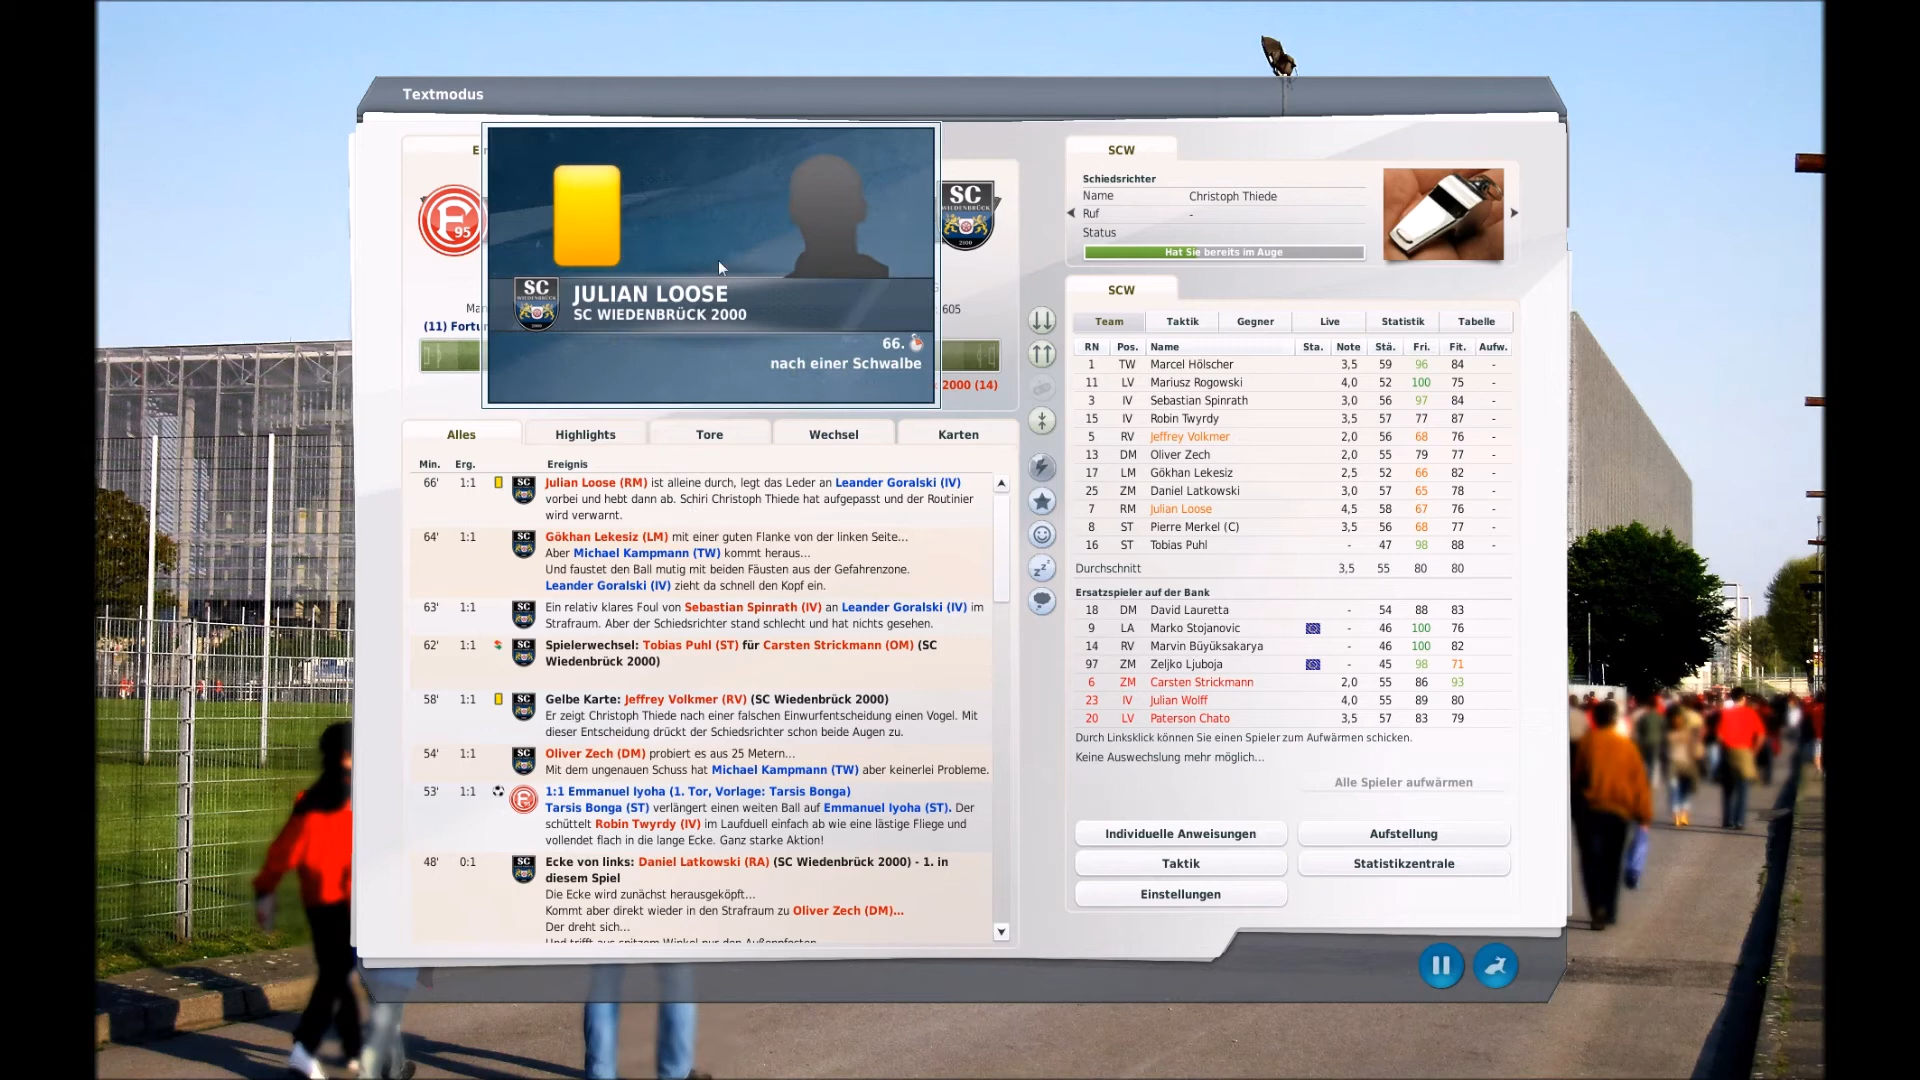 Textmodus
95
SC
WIEDENBRÜCK
2000
JULIAN LOOSE
SC WIEDENBRÜCK 2000
66.
nach einer Schwalbe
SC
WIEDENBRÜCK
2000
605
(11) Fortu
2000 (14)
SCW
Schiedsrichter
Name Christoph Thiede
Ruf -
Status
Hat Sie bereits im Auge
SCW
Team Taktik Gegner Live Statistik Tabelle
RN Pos. Name Sta. Note Stä. Fri. Fit. Aufw.
1 TW Marcel Hölscher 3,5 59 96 84 -
11 LV Mariusz Rogowski 4,0 52 100 75 -
3 IV Sebastian Spinrath 3,0 56 97 84 -
15 IV Robin Twyrdy 3,5 57 77 87 -
5 RV Jeffrey Volkmer 2,0 56 68 76 -
13 DM Oliver Zech 2,0 55 79 77 -
17 LM Gökhan Lekesiz 2,5 52 66 82 -
25 ZM Daniel Latkowski 3,0 57 65 78 -
7 RM Julian Loose 4,5 58 67 76 -
8 ST Pierre Merkel (C) 3,5 56 68 77 -
16 ST Tobias Puhl - 47 98 88 -
Durchschnitt 3,5 55 80 80
Ersatzspieler auf der Bank
18 DM David Lauretta - 54 88 83
9 LA Marko Stojanovic - 46 100 76
14 RV Marvin Büyüksakarya - 46 100 82
97 ZM Zeljko Ljuboja - 45 98 71
6 ZM Carsten Strickmann 2,0 55 86 93
23 IV Julian Wolff 4,0 55 89 80
20 LV Paterson Chato 3,5 57 83 79
Durch Linksklick können Sie einen Spieler zum Aufwärmen schicken.
Keine Auswechslung mehr möglich...
Alle Spieler aufwärmen
Individuelle Anweisungen Aufstellung
Taktik Statistikzentrale
Einstellungen
Alles Highlights Tore Wechsel Karten
Min. Erg. Ereignis
66' 1:1 Julian Loose (RM) ist alleine durch, legt das Leder an Leander Goralski (IV)
vorbei und hebt dann ab. Schiri Christoph Thiede hat aufgepasst und der Routinier
wird verwarnt.
64' 1:1 Gökhan Lekesiz (LM) mit einer guten Flanke von der linken Seite...
Aber Michael Kampmann (TW) kommt heraus...
Und faustet den Ball mutig mit beiden Fäusten aus der Gefahrenzone.
Leander Goralski (IV) zieht da schnell den Kopf ein.
63' 1:1 Ein relativ klares Foul von Sebastian Spinrath (IV) an Leander Goralski (IV) im
Strafraum. Aber der Schiedsrichter stand schlecht und hat nichts gesehen.
62' 1:1 Spielerwechsel: Tobias Puhl (ST) für Carsten Strickmann (OM) (SC
Wiedenbrück 2000)
58' 1:1 Gelbe Karte: Jeffrey Volkmer (RV) (SC Wiedenbrück 2000)
Er zeigt Christoph Thiede nach einer falschen Einwurfentscheidung einen Vogel. Mit
dieser Entscheidung drückt der Schiedsrichter schon beide Augen zu.
54' 1:1 Oliver Zech (DM) probiert es aus 25 Metern...
Mit dem ungenauen Schuss hat Michael Kampmann (TW) aber keinerlei Probleme.
53' 1:1 1:1 Emmanuel Iyoha (1. Tor, Vorlage: Tarsis Bonga)
Tarsis Bonga (ST) verlängert einen weiten Ball auf Emmanuel Iyoha (ST). Der
schüttelt Robin Twyrdy (IV) im Laufduell einfach ab wie eine lästige Fliege und
vollendet flach in die lange Ecke. Ganz starke Aktion!
48' 0:1 Ecke von links: Daniel Latkowski (RA) (SC Wiedenbrück 2000) - 1. in
diesem Spiel
Die Ecke wird zunächst herausgeköpft...
Kommt aber direkt wieder in den Strafraum zu Oliver Zech (DM)...
Der dreht sich...
Und trifft aus spitzem Winkel nur den Außenpfosten.